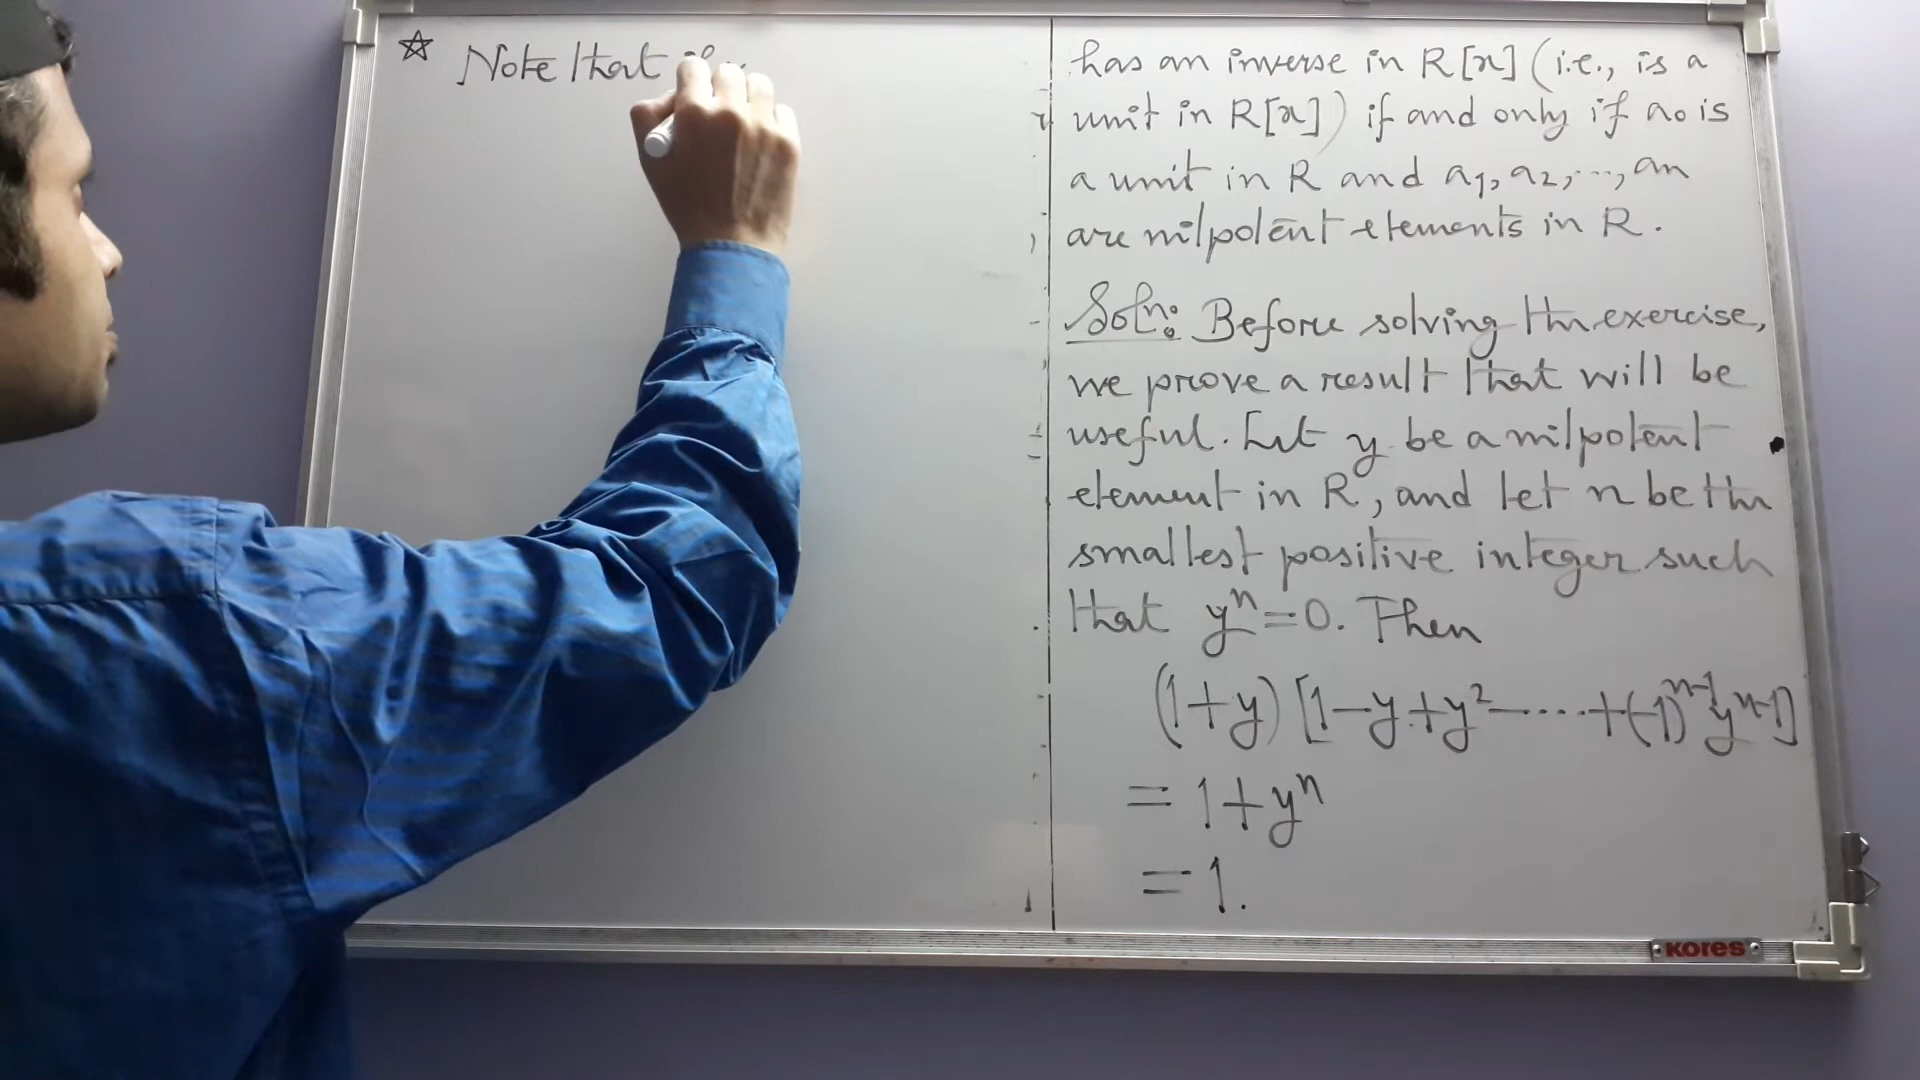 ☆ Note that if
has an inverse in R[x] (i.e., is a
unit in R[x]) if and only if a0 is
a unit in R and a1, a2, ..., an
are nilpotent elements in R.
Soln: Before solving the exercise,
we prove a result that will be
useful. Let y be a nilpotent
element in R, and let n be the
smallest positive integer such
that y^n = 0. Then
(1+y) [1-y+y²-....+(-1)^{n-1}y^{n-1}]
= 1+y^n
= 1.
KORES